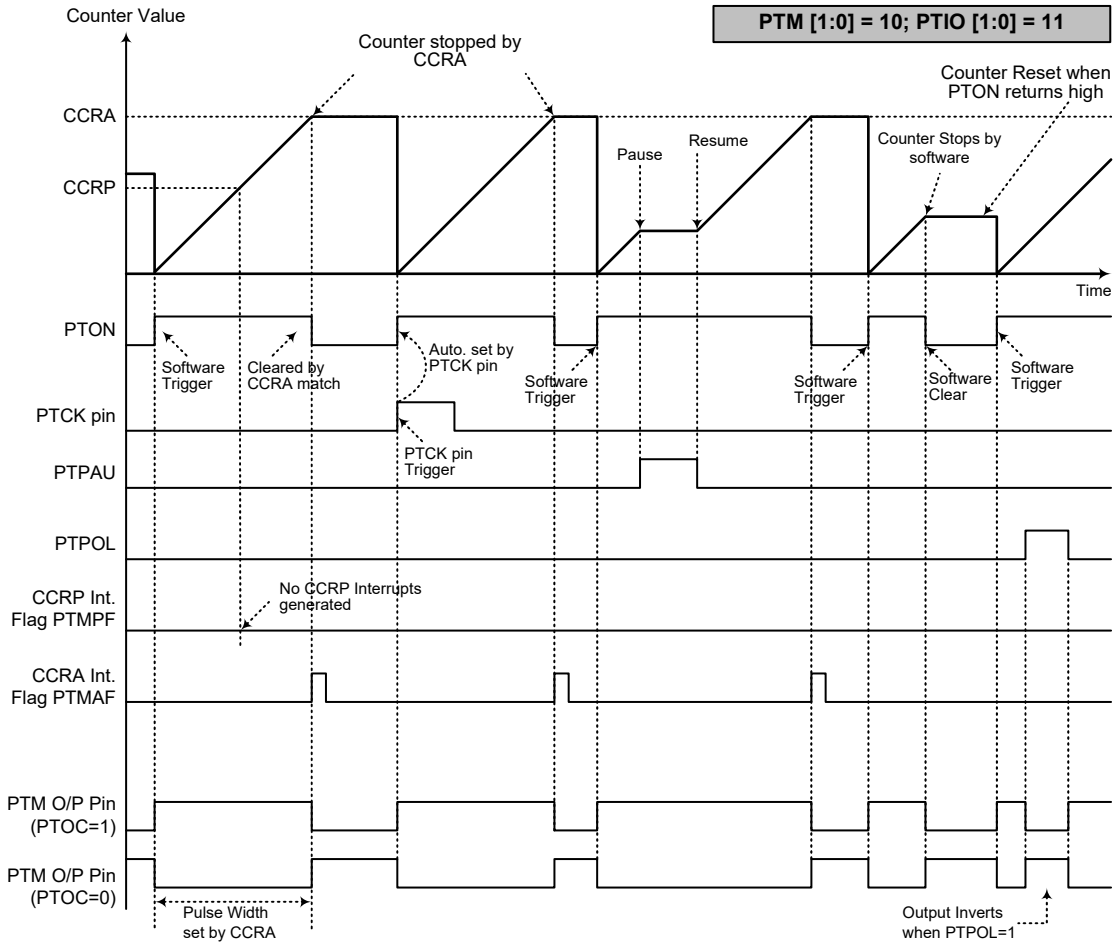 Counter Value
PTM [1:0] = 10; PTIO [1:0] = 11
Counter stopped by
CCRA
Counter Reset when
PTON returns high
CCRA
Pause
Resume
Counter Stops by
software
CCRP
Time
PTON
Software
Trigger
Cleared by
CCRA match
Auto. set by
PTCK pin
Software
Trigger
Software
Trigger
Software
Clear
Software
Trigger
PTCK pin
PTCK pin
Trigger
PTPAU
PTPOL
CCRP Int.
Flag PTMPF
No CCRP Interrupts
generated
CCRA Int.
Flag PTMAF
PTM O/P Pin
(PTOC=1)
PTM O/P Pin
(PTOC=0)
Pulse Width
set by CCRA
Output Inverts
when PTPOL=1